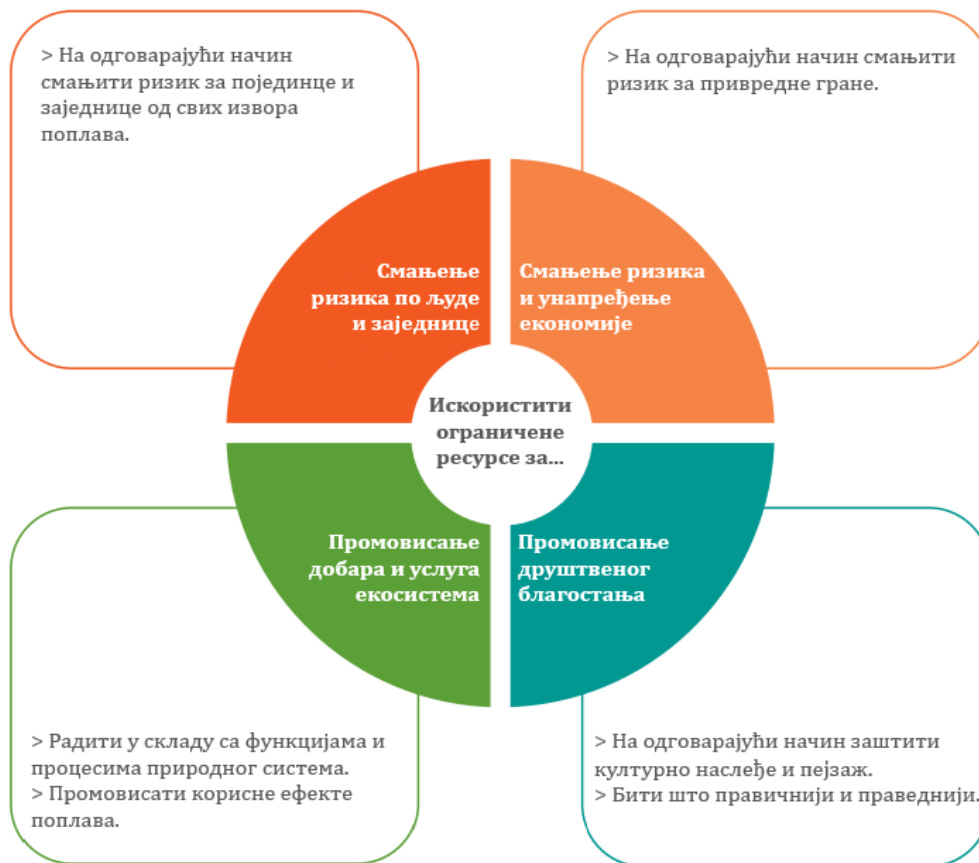 > На одговарајући начин
смањити ризик за појединце и
заједнице од свих извора
поплава.
> На одговарајући начин смањити
ризик за привредне гране.
Смањење
ризика по људе
и заједнице
Смањење ризика
и унапређење
економије
Искористити
ограничене
ресурсе за...
Промовисање
добара и услуга
екосистема
Промовисање
друштвеног
благостања
> Радити у складу са функцијама и
процесима природног система.
> Промовисати корисне ефекте
поплава.
> На одговарајући начин заштити
културно наслеђе и пејзаж.
> Бити што правичнији и праведнији.